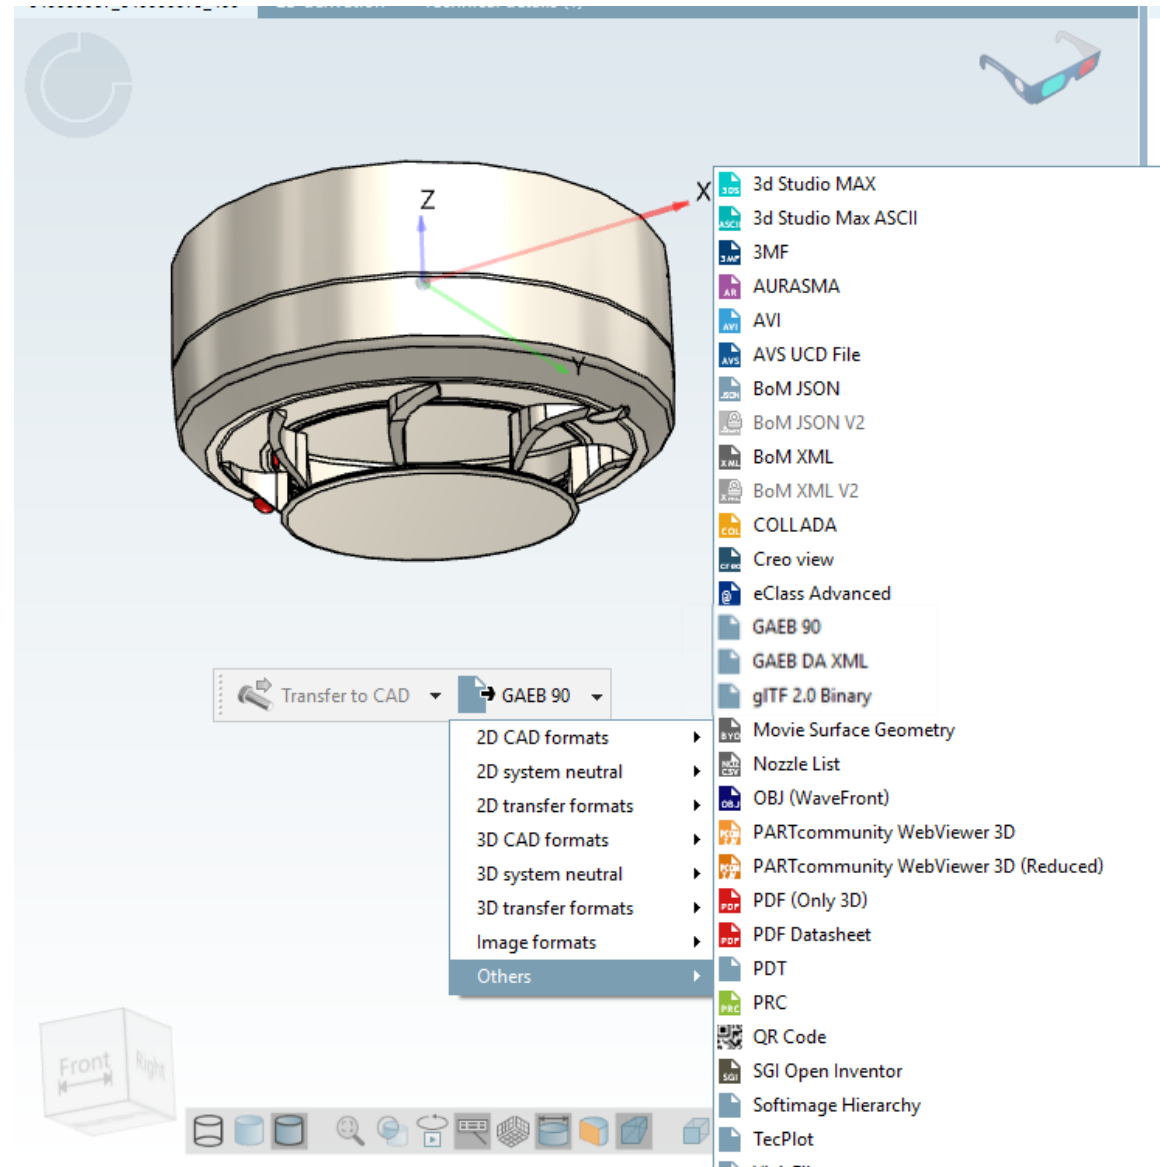 Z
X
Y
3d Studio MAX
3d Studio Max ASCII
3MF
AURASMA
AVI
AVS UCD File
BoM JSON
BoM JSON V2
BoM XML
BoM XML V2
COLLADA
Creo view
eClass Advanced
GAEB 90
GAEB DA XML
glTF 2.0 Binary
Movie Surface Geometry
Nozzle List
OBJ (WaveFront)
PARTcommunity WebViewer 3D
PARTcommunity WebViewer 3D (Reduced)
PDF (Only 3D)
PDF Datasheet
PDT
PRC
QR Code
SGI Open Inventor
Softimage Hierarchy
TecPlot
Transfer to CAD
GAEB 90
2D CAD formats
2D system neutral
2D transfer formats
3D CAD formats
3D system neutral
3D transfer formats
Image formats
Others
Front
Right